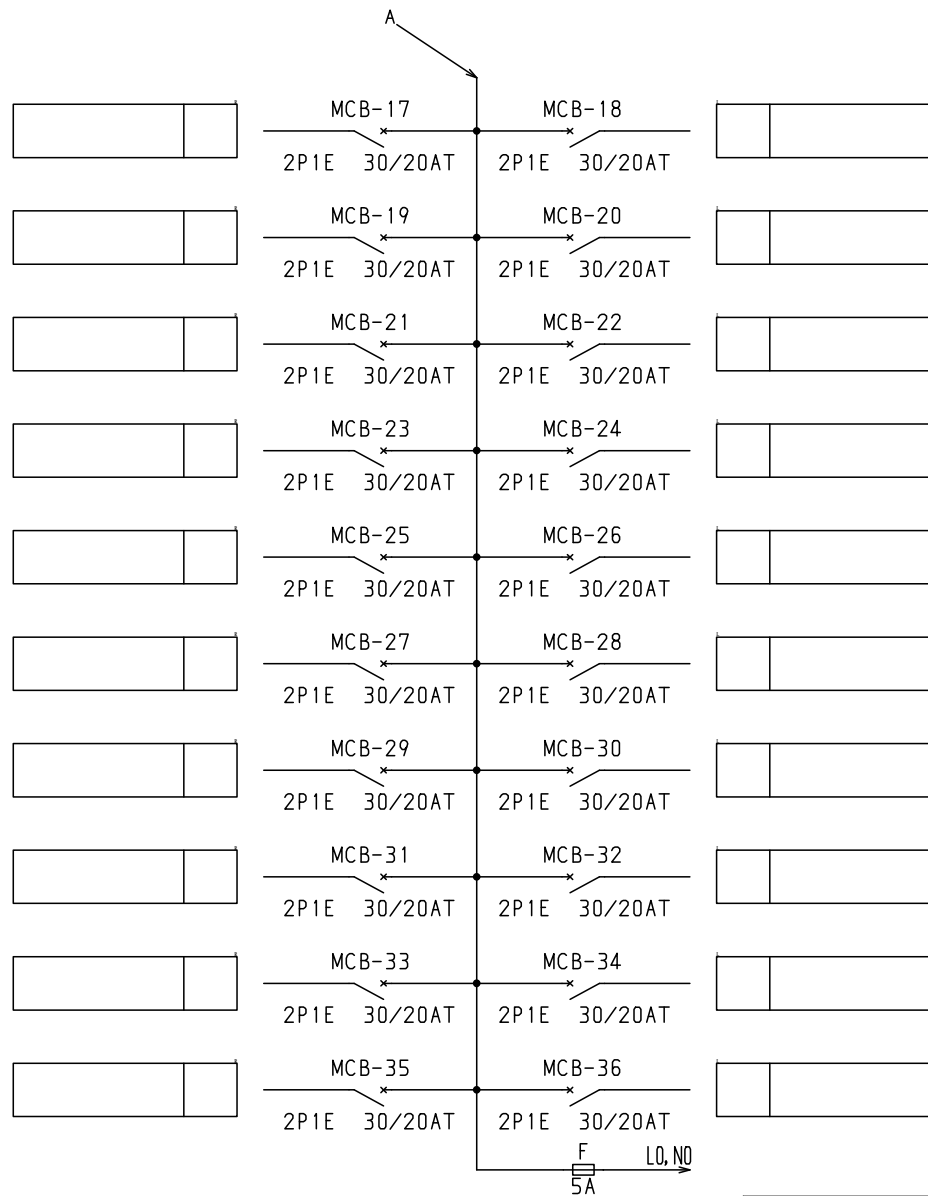 A
MCB-17 MCB-18
2P1E 30/20AT 2P1E 30/20AT
MCB-19 MCB-20
2P1E 30/20AT 2P1E 30/20AT
MCB-21 MCB-22
2P1E 30/20AT 2P1E 30/20AT
MCB-23 MCB-24
2P1E 30/20AT 2P1E 30/20AT
MCB-25 MCB-26
2P1E 30/20AT 2P1E 30/20AT
MCB-27 MCB-28
2P1E 30/20AT 2P1E 30/20AT
MCB-29 MCB-30
2P1E 30/20AT 2P1E 30/20AT
MCB-31 MCB-32
2P1E 30/20AT 2P1E 30/20AT
MCB-33 MCB-34
2P1E 30/20AT 2P1E 30/20AT
MCB-35 MCB-36
2P1E 30/20AT 2P1E 30/20AT
F L0,N0
5A